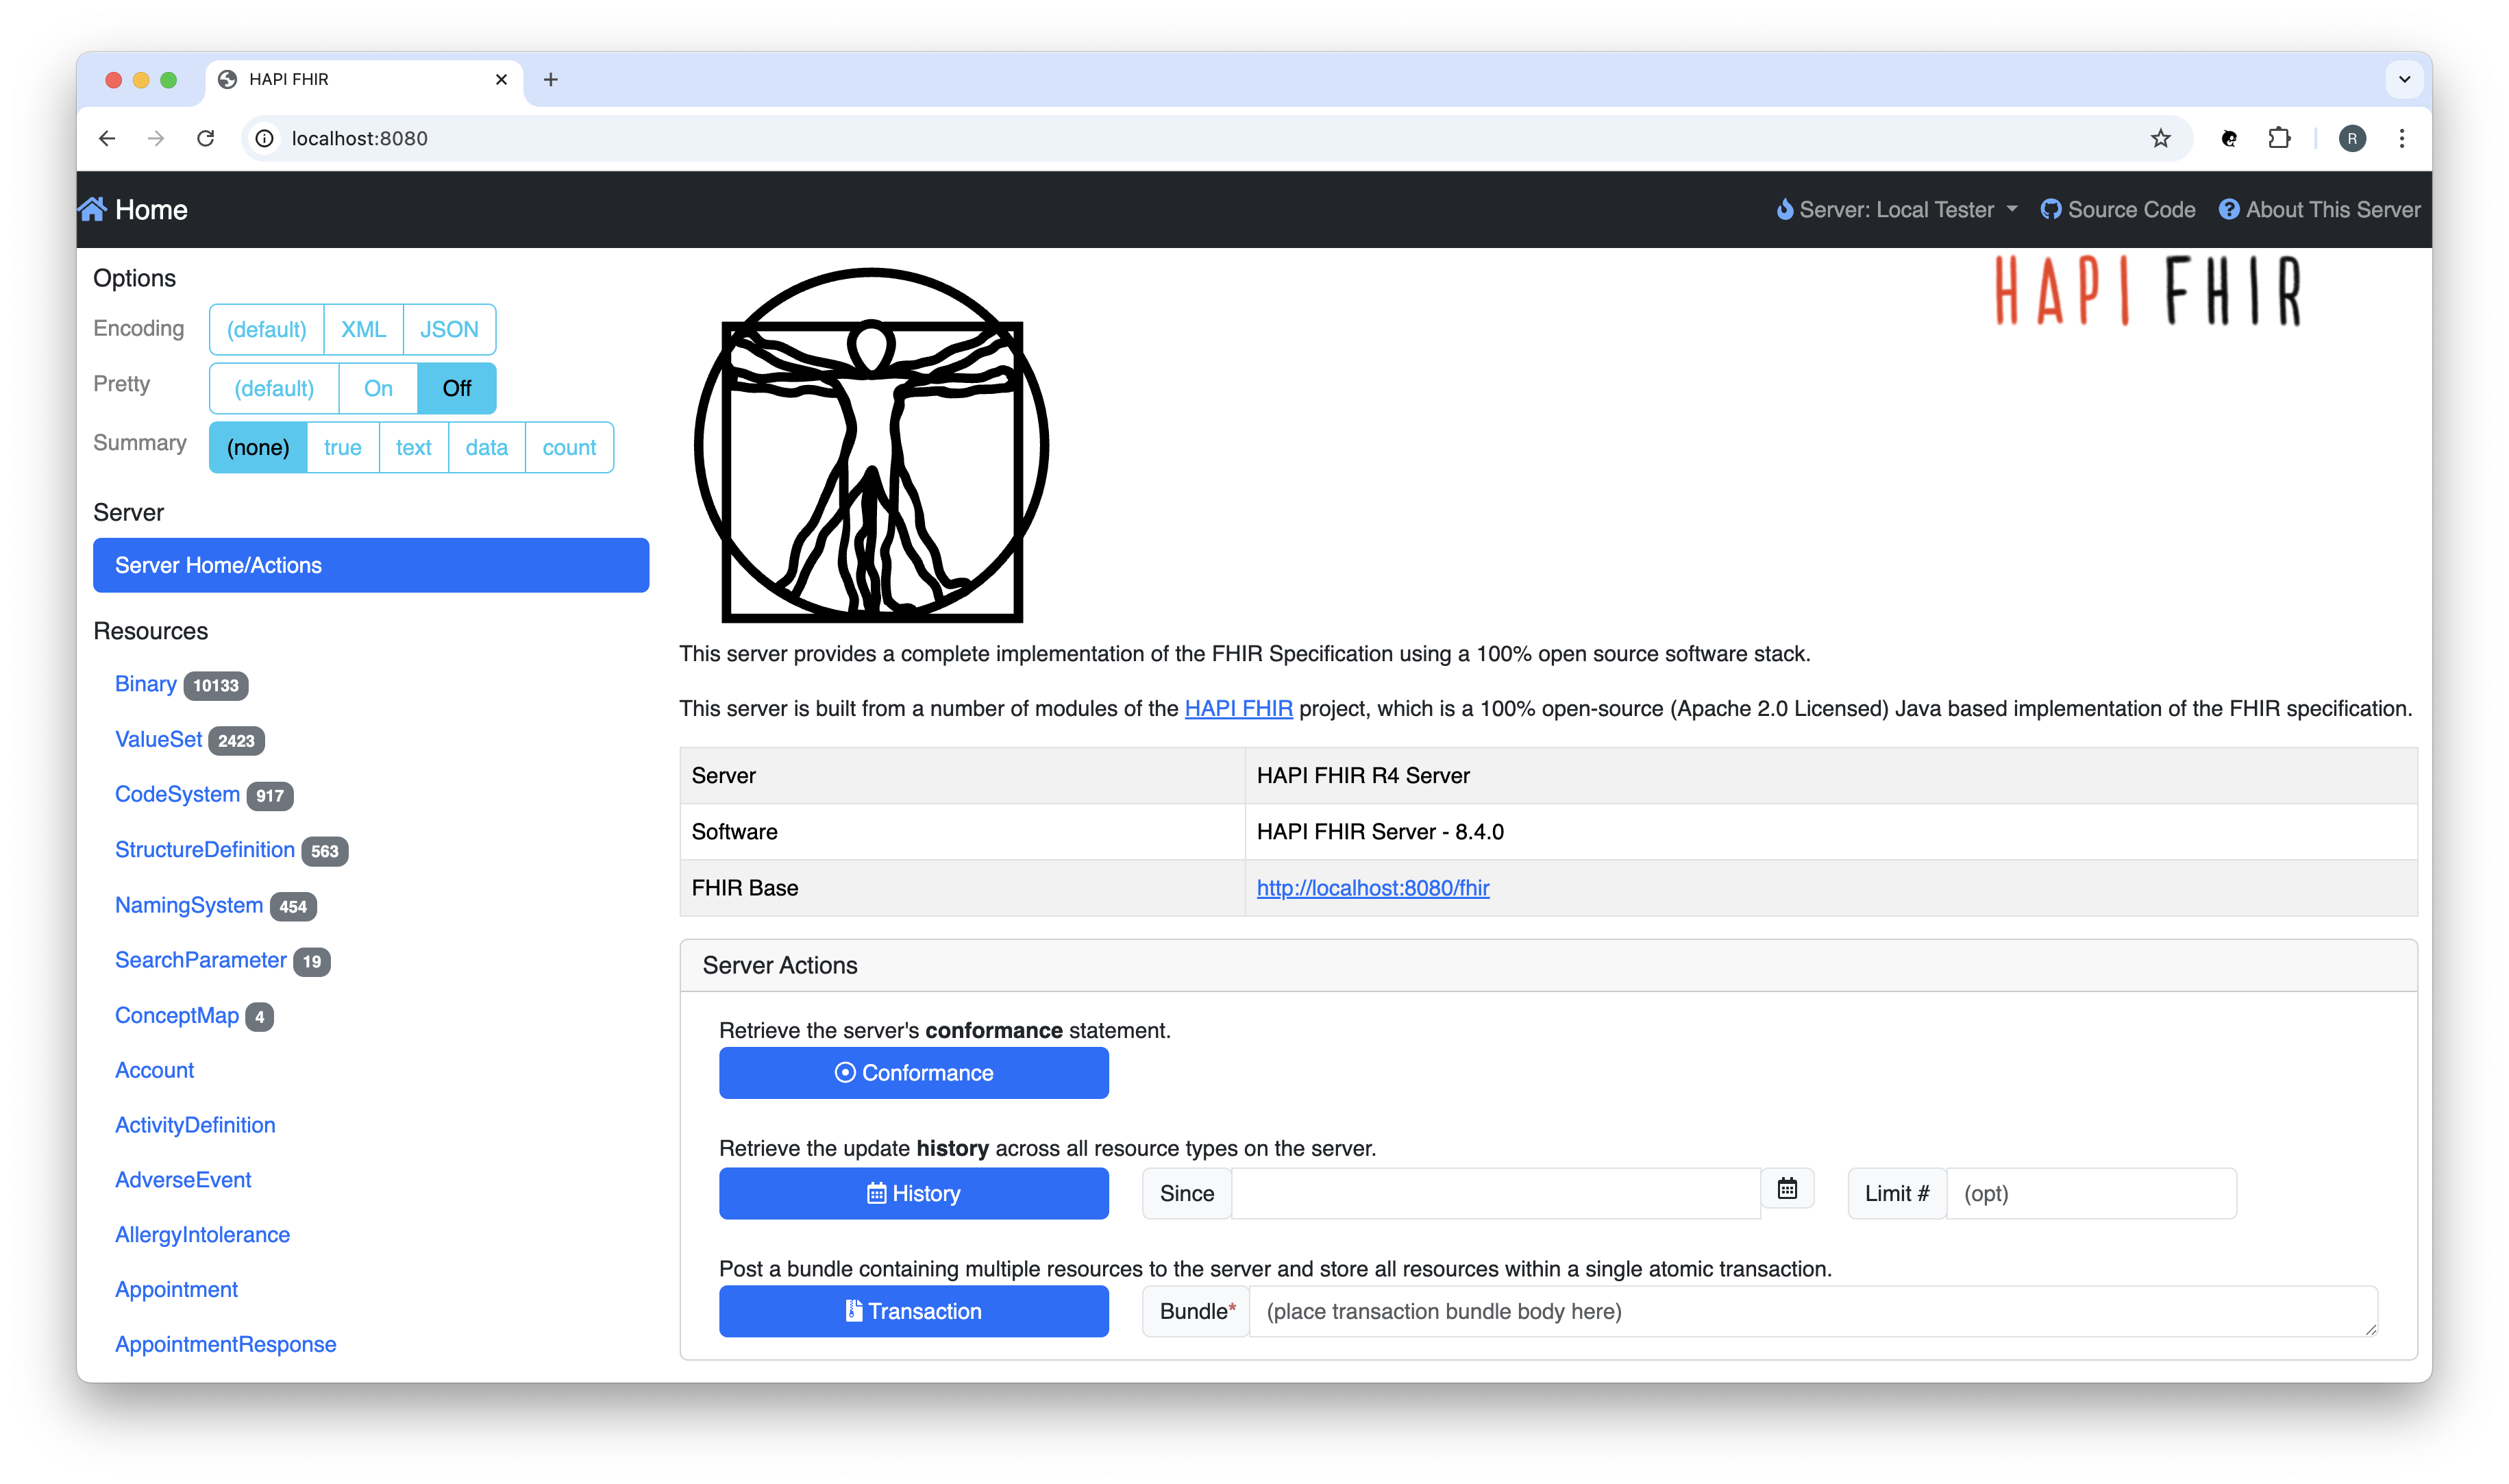 HAPI FHIR
localhost:8080
R
Home
Server: Local Tester
Source Code
About This Server
Options
Encoding (default) XML JSON
Pretty (default) On Off
Summary (none) true text data count
Server
Server Home/Actions
Resources
Binary 10133
ValueSet 2423
CodeSystem 917
StructureDefinition 563
NamingSystem 454
SearchParameter 19
ConceptMap 4
Account
ActivityDefinition
AdverseEvent
AllergyIntolerance
Appointment
AppointmentResponse
HAPI FHIR
This server provides a complete implementation of the FHIR Specification using a 100% open source software stack.
This server is built from a number of modules of the HAPI FHIR project, which is a 100% open-source (Apache 2.0 Licensed) Java based implementation of the FHIR specification.
Server HAPI FHIR R4 Server
Software HAPI FHIR Server - 8.4.0
FHIR Base http://localhost:8080/fhir
Server Actions
Retrieve the server's conformance statement.
Conformance
Retrieve the update history across all resource types on the server.
History Since Limit # (opt)
Post a bundle containing multiple resources to the server and store all resources within a single atomic transaction.
Transaction Bundle* (place transaction bundle body here)